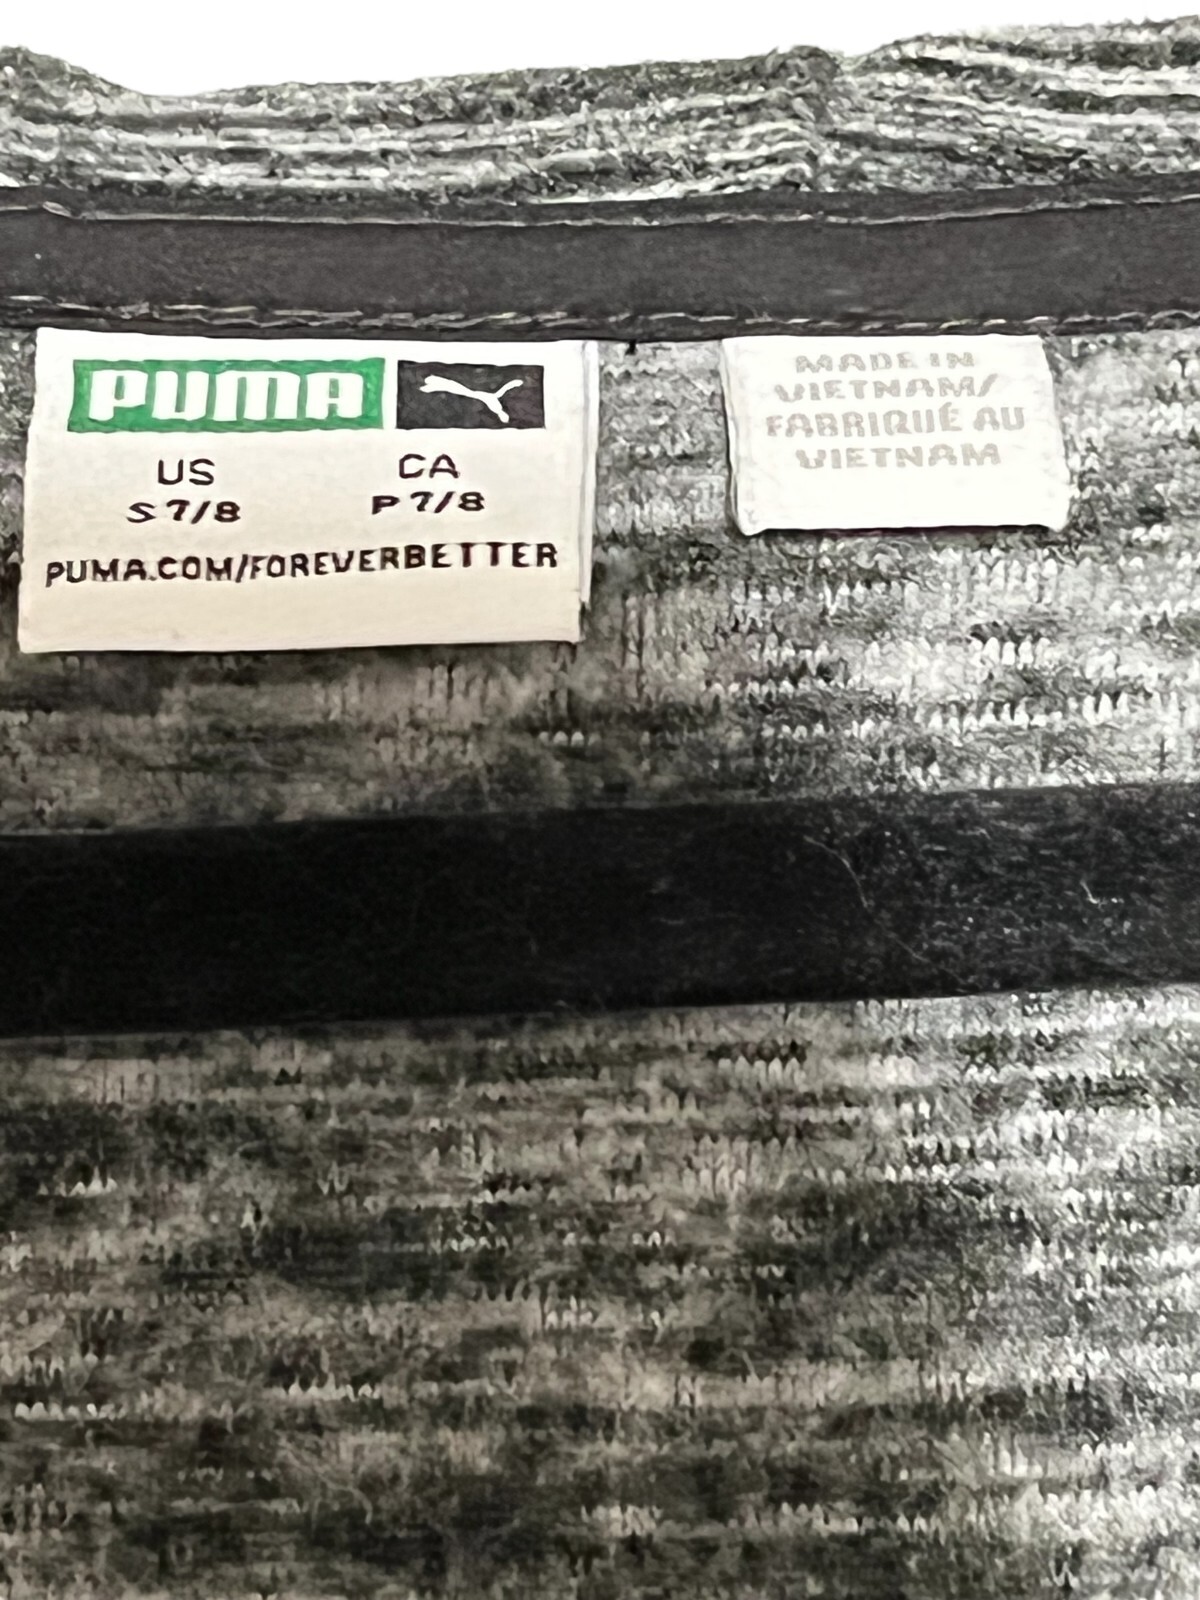 PUMA
US CA
S 7/8 P 7/8
PUMA.COM/FOREVERBETTER
MADE IN
VIETNAM/
FABRIQUÉ AU
VIETNAM